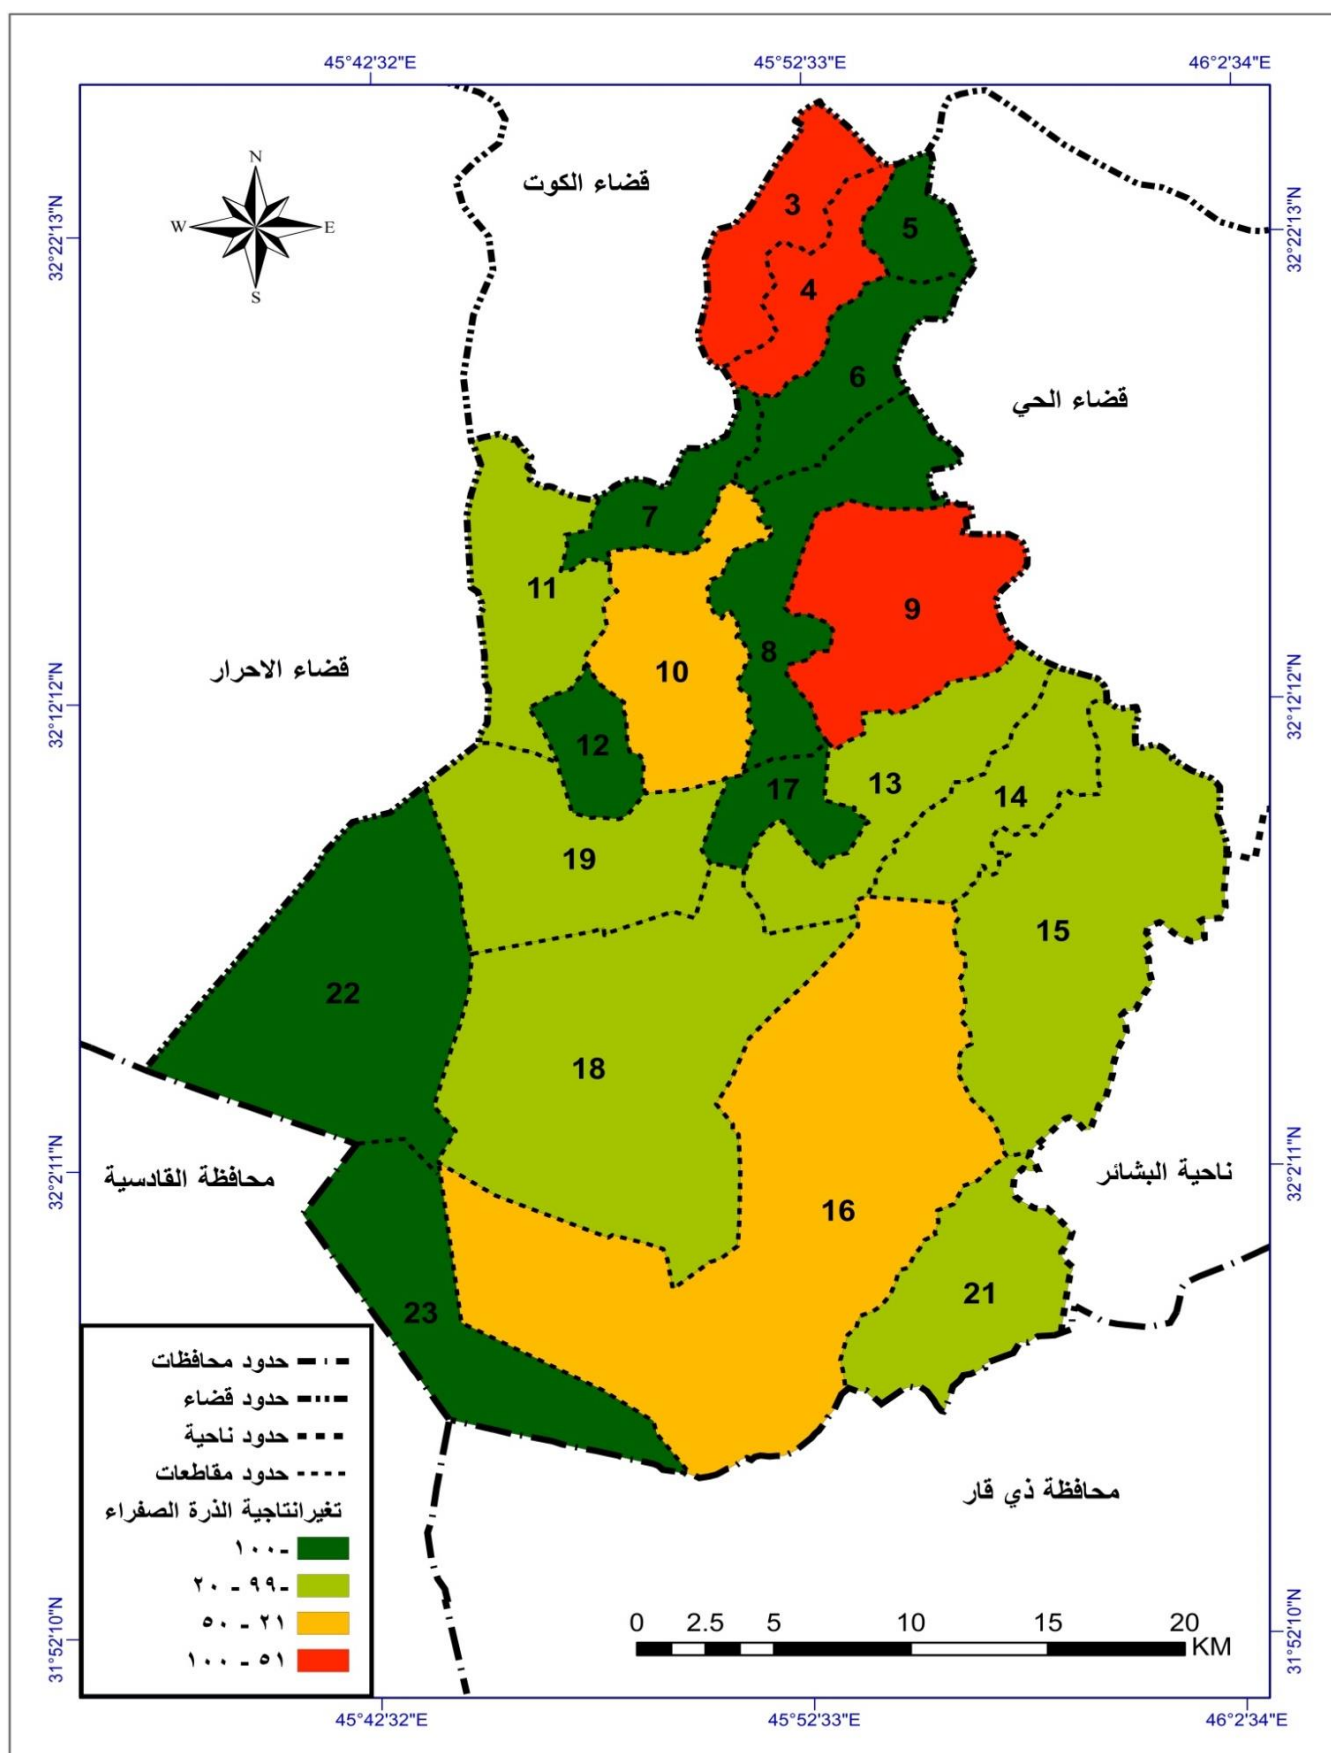 45°42'32"E
45°52'33"E
46°2'34"E
N
W
E
S
32°22'13"N
32°22'13"N
قضاء الكوت
3
5
4
6
قضاء الحي
7
11
9
10
8
قضاء الاحرار
32°12'12"N
32°12'12"N
12
17
13
14
19
15
22
18
محافظة القادسية
ناحية البشائر
32°2'11"N
32°2'11"N
16
21
23
محافظة ذي قار
حدود محافظات
حدود قضاء
حدود ناحية
حدود مقاطعات
تغيرانتاجية الذرة الصفراء
-١٠٠
-٩٩ - ٢٠
٢١ - ٥٠
٥١ - ١٠٠
0 2.5 5 10 15 20
KM
31°52'10"N
31°52'10"N
45°42'32"E
45°52'33"E
46°2'34"E